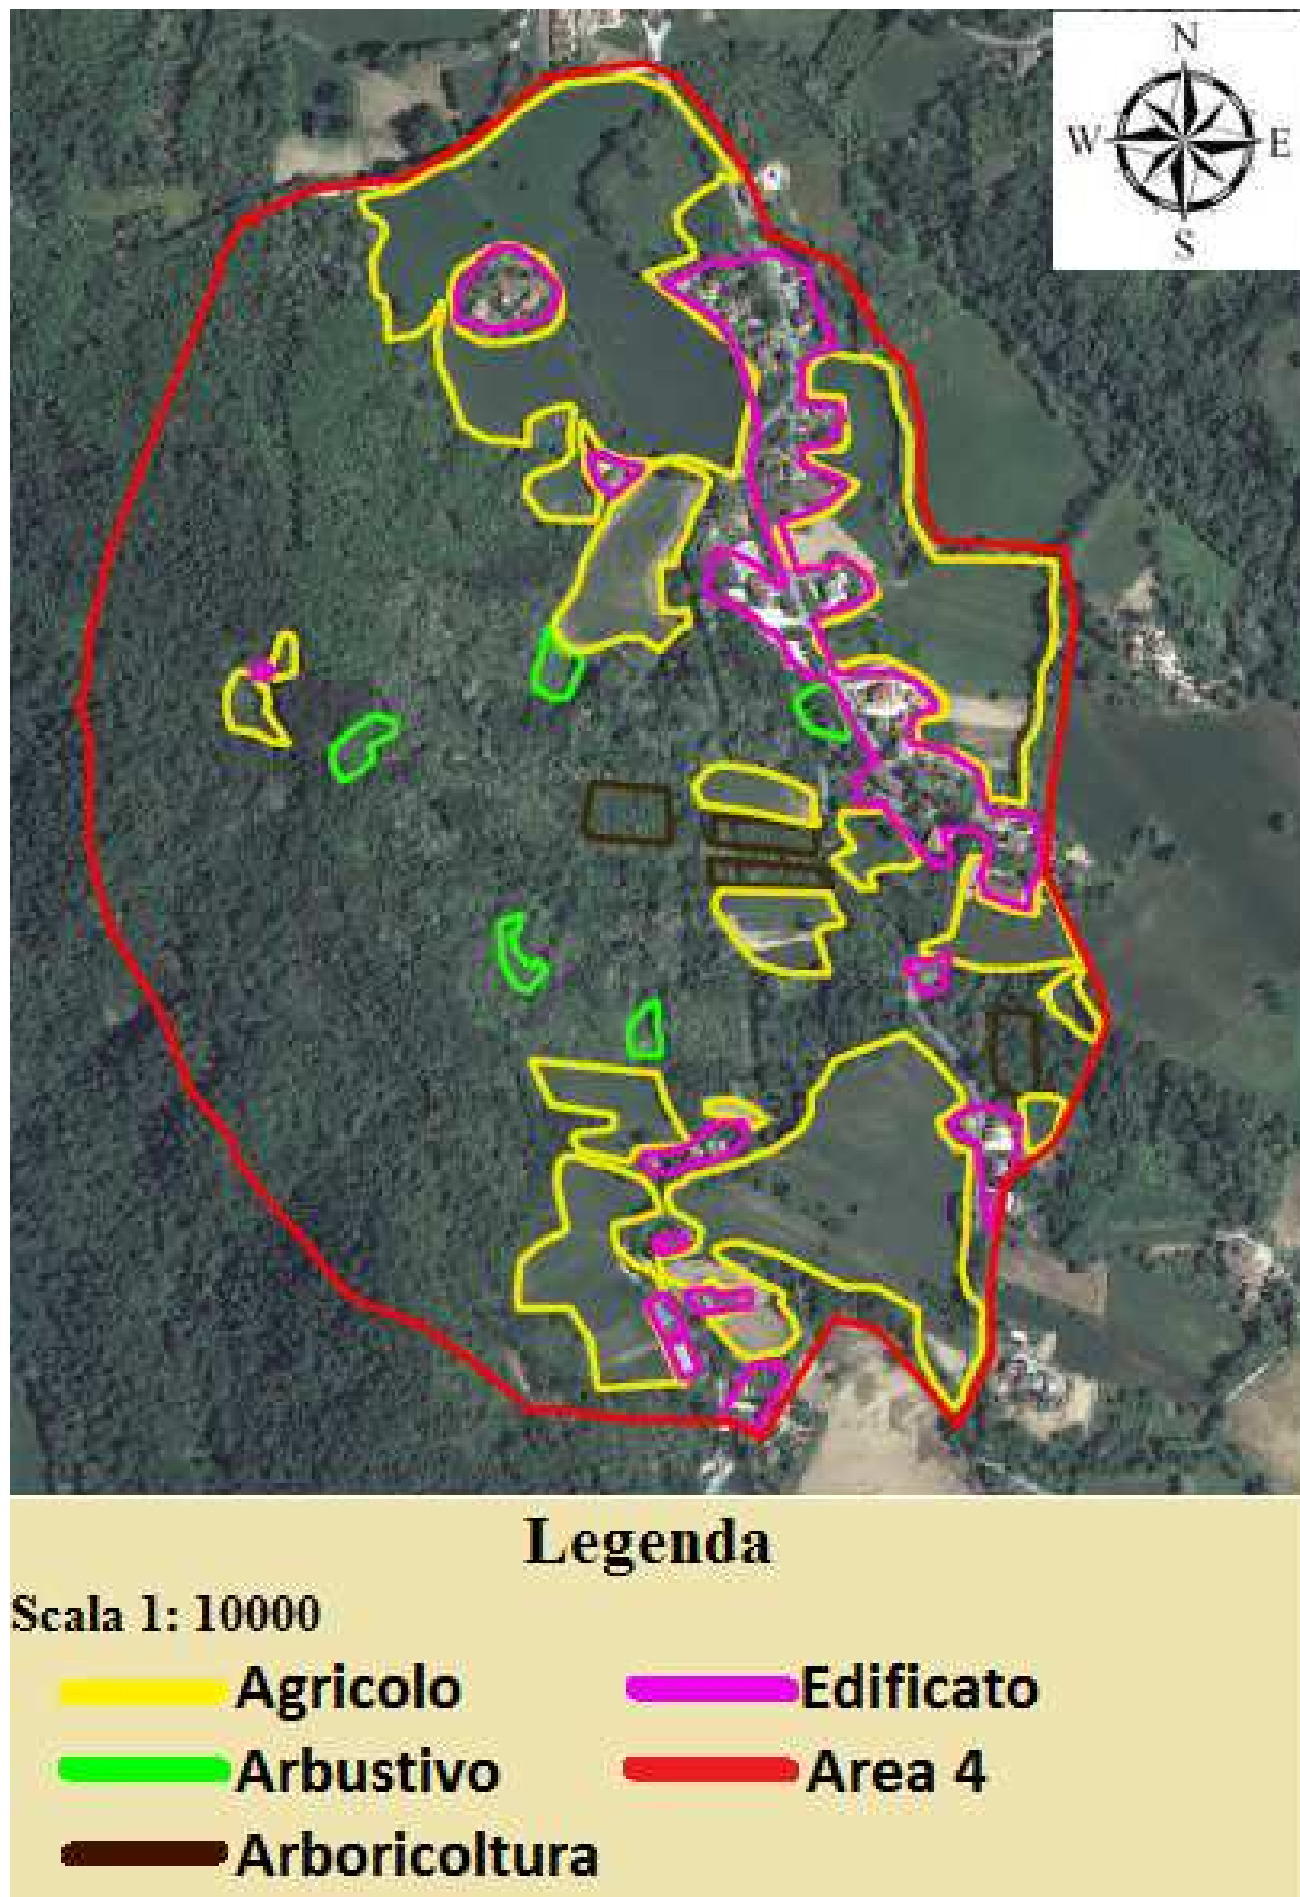 N
W E
S
Legenda
Scala 1: 10000
Agricolo Edificato
Arbustivo Area 4
Arboricoltura